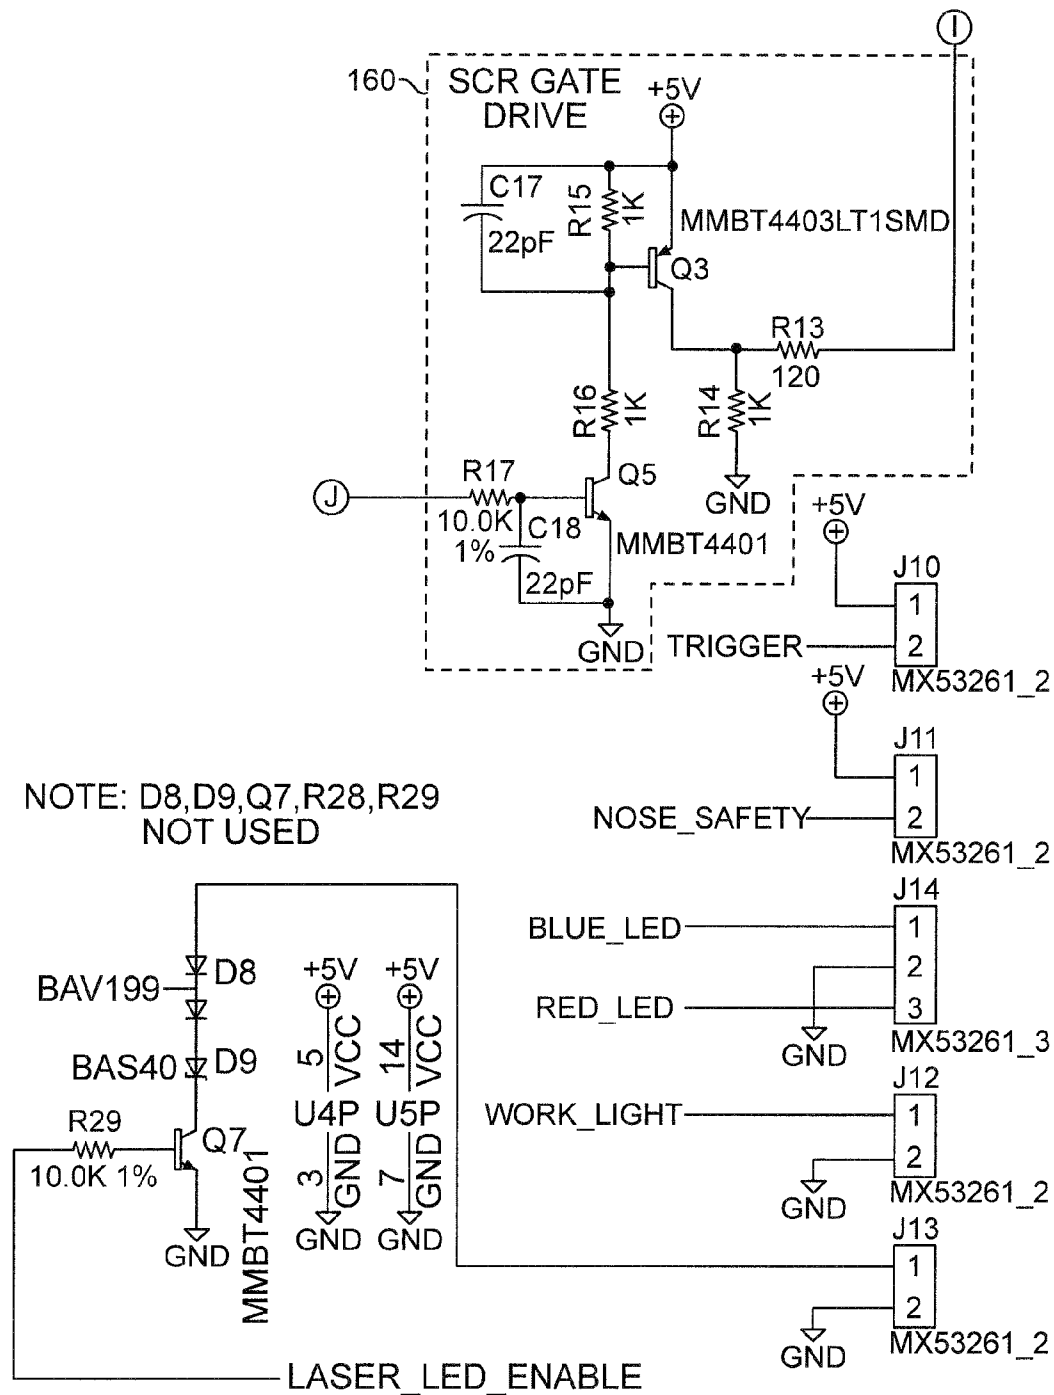 I
160
SCR GATE
DRIVE
+5V
C17
22pF
R15
1K
MMBT4403LT1SMD
Q3
R13
120
R16
1K
R14
1K
GND
J
R17
10.0K
1%
C18
22pF
Q5
MMBT4401
GND
+5V
J10
1
TRIGGER
2
MX53261_2
+5V
J11
1
NOSE_SAFETY
2
MX53261_2
NOTE: D8,D9,Q7,R28,R29
NOT USED
J14
BLUE_LED
1
2
RED_LED
3
GND
MX53261_3
BAV199
D8
BAS40
D9
R29
10.0K 1%
Q7
MMBT4401
GND
+5V
5
VCC
U4P
3
GND
GND
+5V
14
VCC
U5P
7
GND
GND
J12
WORK_LIGHT
1
2
GND
MX53261_2
J13
1
2
GND
MX53261_2
LASER_LED_ENABLE